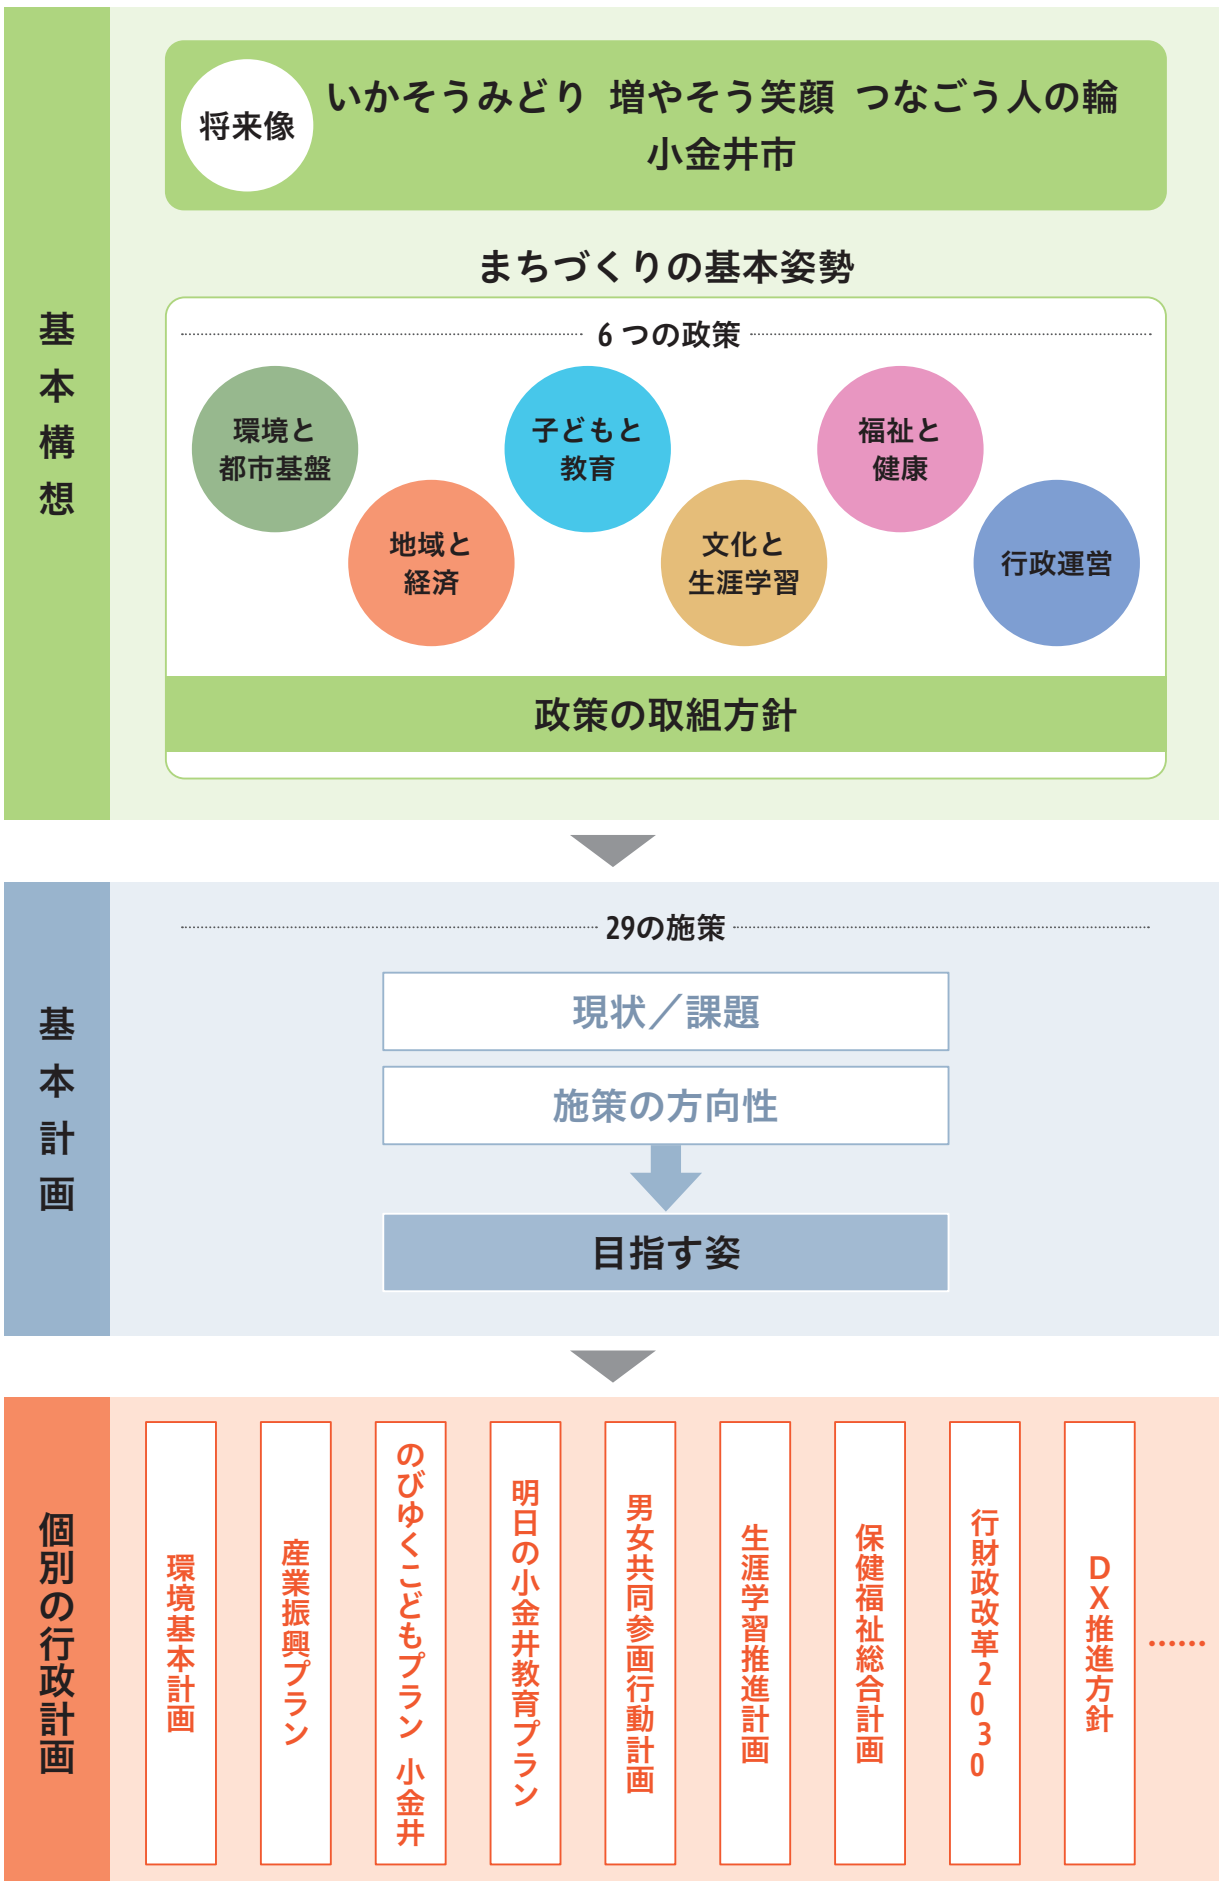 基本構想
将来像
いかそうみどり 増やそう笑顔 つなごう人の輪
小金井市
まちづくりの基本姿勢
6つの政策
環境と
都市基盤
地域と
経済
子どもと
教育
文化と
生涯学習
福祉と
健康
行政運営
政策の取組方針
基本計画
29の施策
現状／課題
施策の方向性
目指す姿
個別の行政計画
環境基本計画
産業振興プラン
のびゆくこどもプラン 小金井
明日の小金井教育プラン
男女共同参画行動計画
生涯学習推進計画
保健福祉総合計画
行財政改革2030
DX推進方針
……